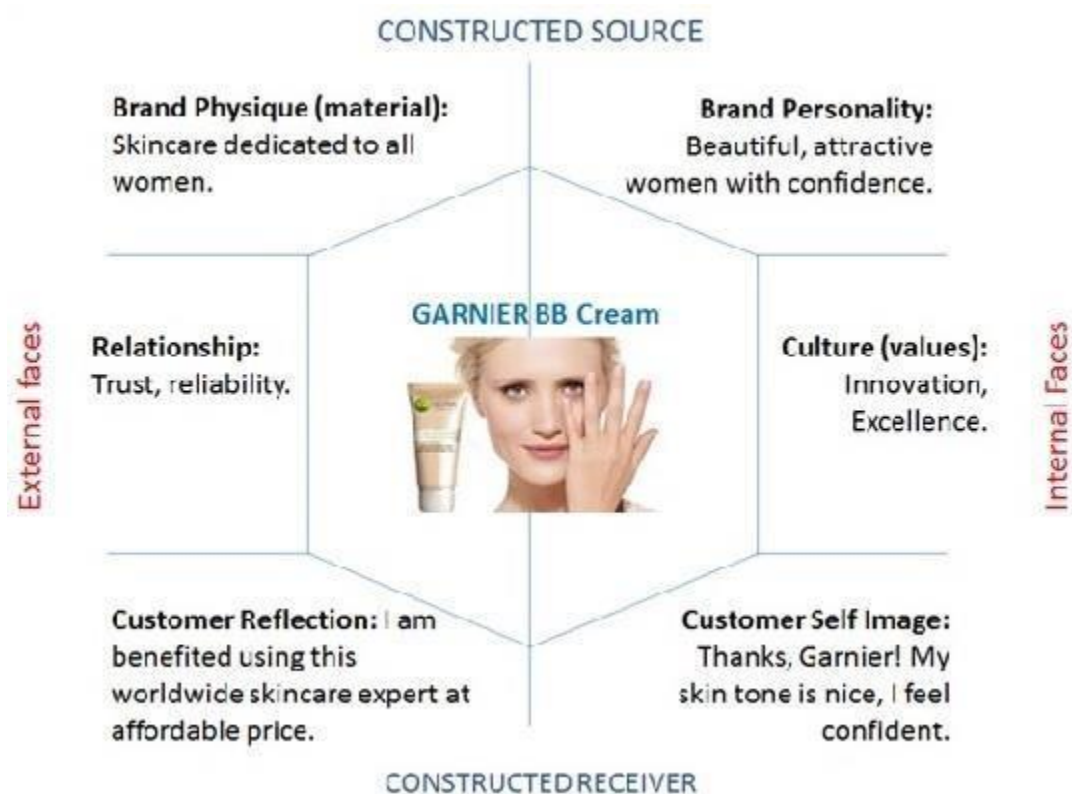 CONSTRUCTED SOURCE
Brand Physique (material):
Skincare dedicated to all
women.
Brand Personality:
Beautiful, attractive
women with confidence.
External faces
Relationship:
Trust, reliability.
GARNIER BB Cream
Culture (values):
Innovation,
Excellence.
Internal Faces
Customer Reflection: I am
benefited using this
worldwide skincare expert at
affordable price.
Customer Self Image:
Thanks, Garnier! My
skin tone is nice, I feel
confident.
CONSTRUCTED RECEIVER